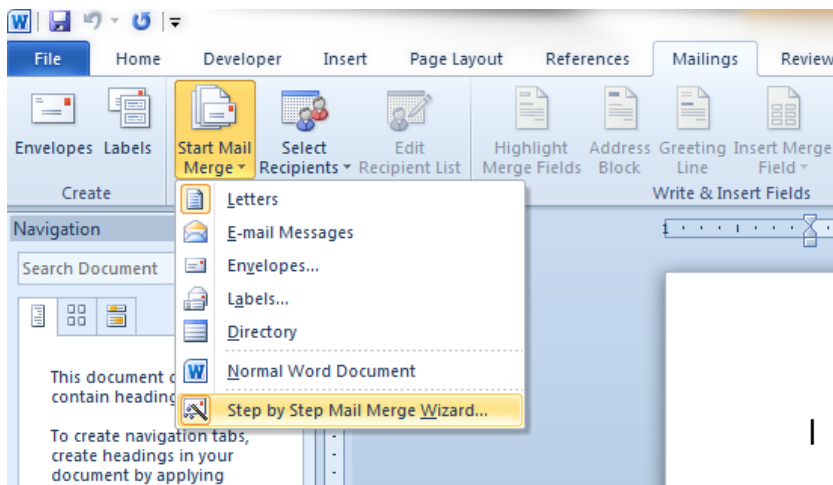 File Home Developer Insert Page Layout References Mailings Review
Envelopes Labels Start Mail Merge Select Recipients Edit Recipient List Highlight Merge Fields Address Block Greeting Line Insert Merge Field
Create Write & Insert Fields
Navigation
Search Document
Letters
E-mail Messages
Envelopes...
Labels...
Directory
Normal Word Document
Step by Step Mail Merge Wizard...
This document
contain heading
To create navigation tabs,
create headings in your
document by applying
1